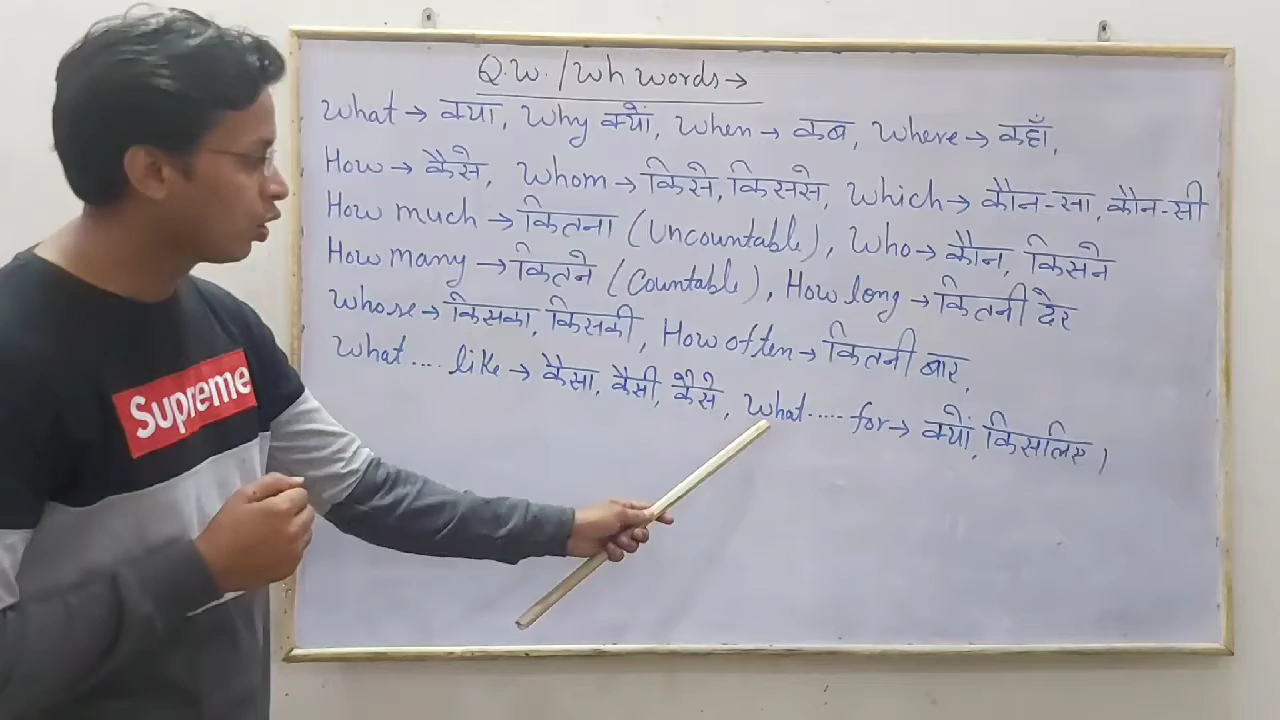 Q.W. / Wh words →
What → क्या, Why क्यों, When → कब, Where → कहाँ,
How → कैसे, Whom → किसे, किससे, Which → कौन-सा, कौन-सी
How much → कितना (Uncountable), Who → कौन, किसने
How many → कितने (Countable), How long → कितनी देर
Whose → किसका, किसकी, How often → कितनी बार,
What .... like → कैसा, कैसी, कैसे, What ..... for → क्यों, किसलिए।
Supreme